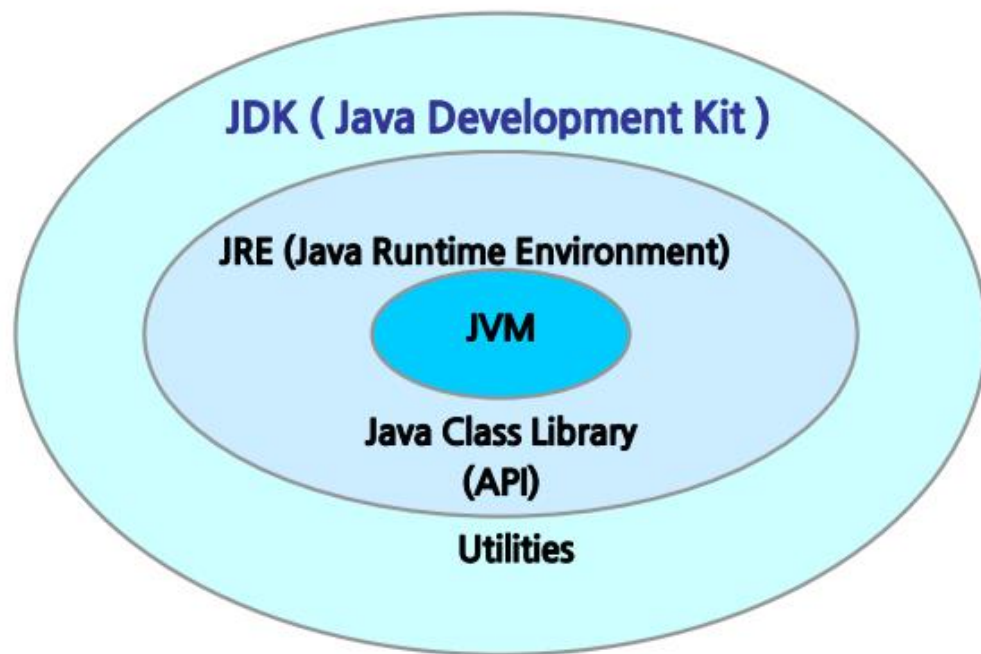 JDK ( Java Development Kit )
JRE (Java Runtime Environment)
JVM
Java Class Library
(API)
Utilities